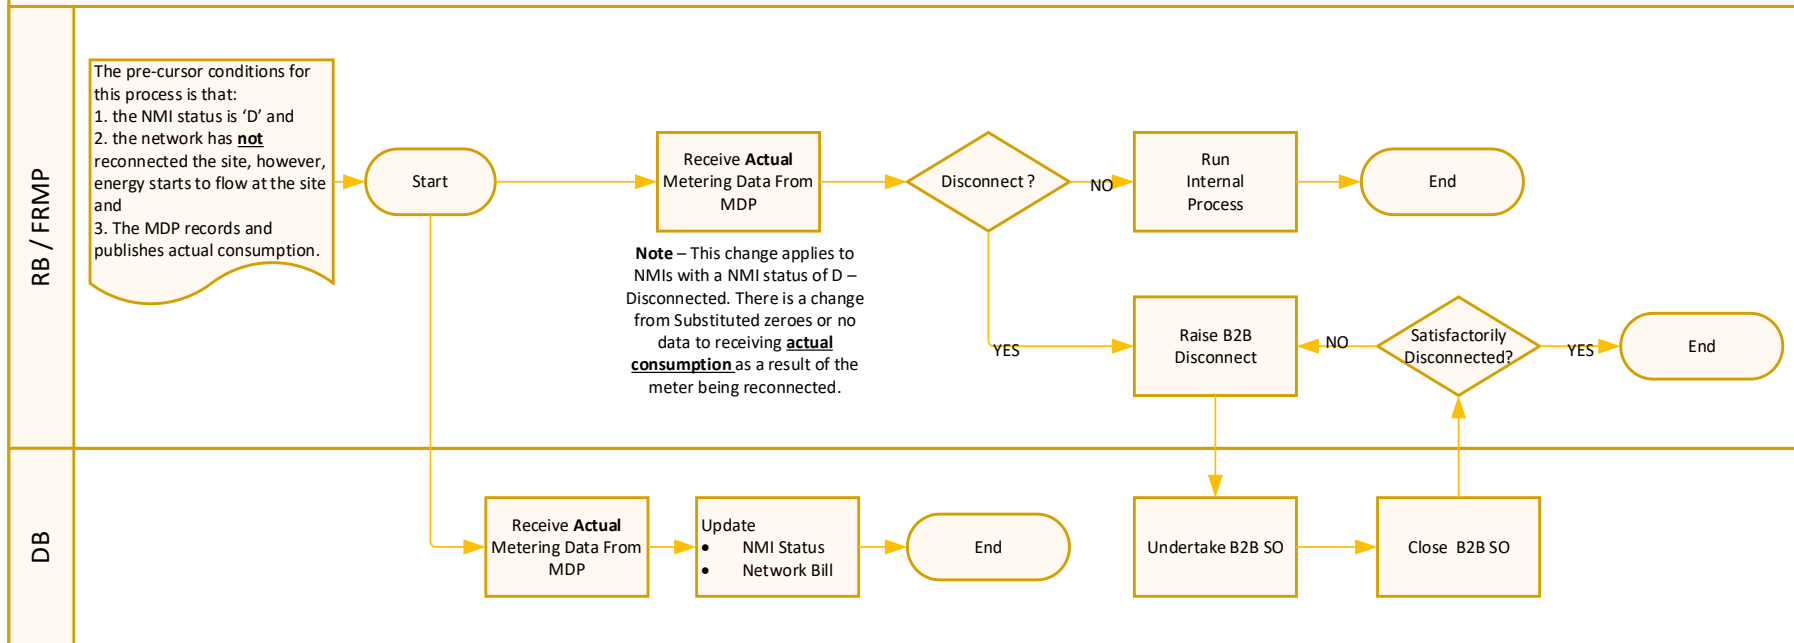 RB / FRMP
The pre-cursor conditions for
this process is that:
1. the NMI status is ‘D’ and
2. the network has not
reconnected the site, however,
energy starts to flow at the site
and
3. The MDP records and
publishes actual consumption.
Start
Receive Actual
Metering Data From
MDP
Note – This change applies to
NMIs with a NMI status of D –
Disconnected. There is a change
from Substituted zeroes or no
data to receiving actual
consumption as a result of the
meter being reconnected.
Disconnect ?
NO
Run
Internal
Process
End
YES
Raise B2B
Disconnect
NO
Satisfactorily
Disconnected?
YES
End
DB
Receive Actual
Metering Data From
MDP
Update
• NMI Status
• Network Bill
End
Undertake B2B SO
Close B2B SO